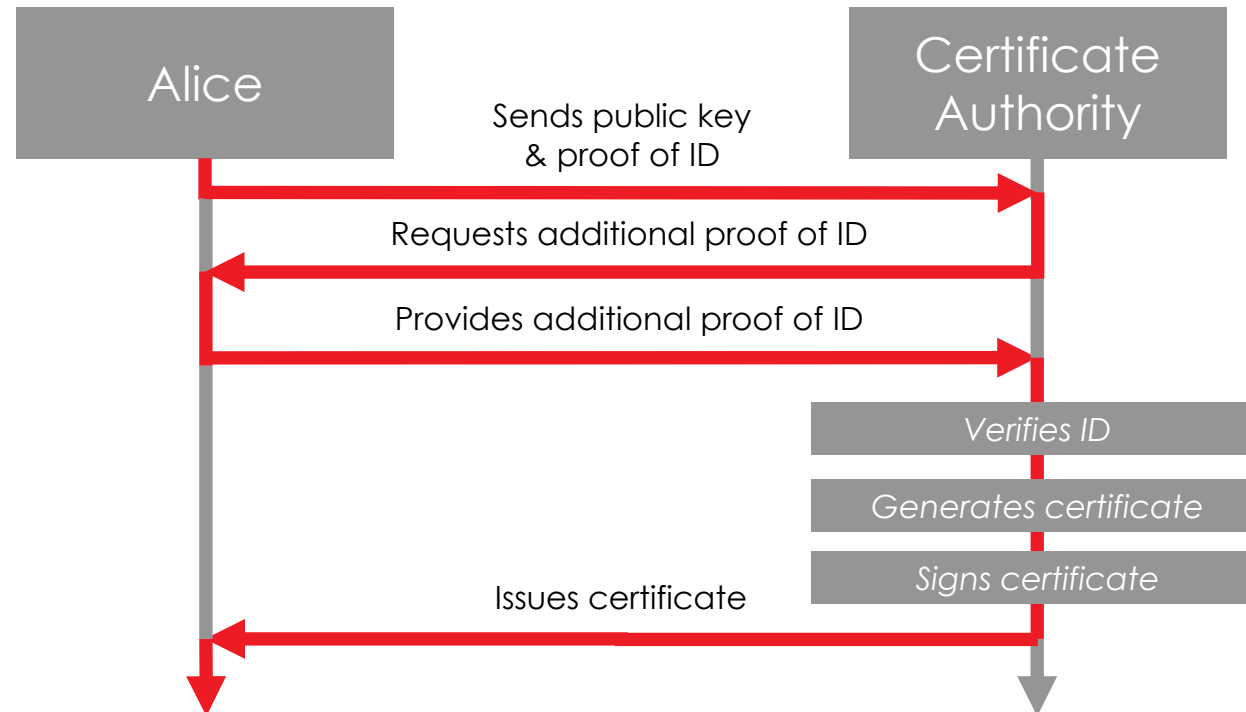 Alice
Certificate
Authority
Sends public key
& proof of ID
Requests additional proof of ID
Provides additional proof of ID
Verifies ID
Generates certificate
Signs certificate
Issues certificate